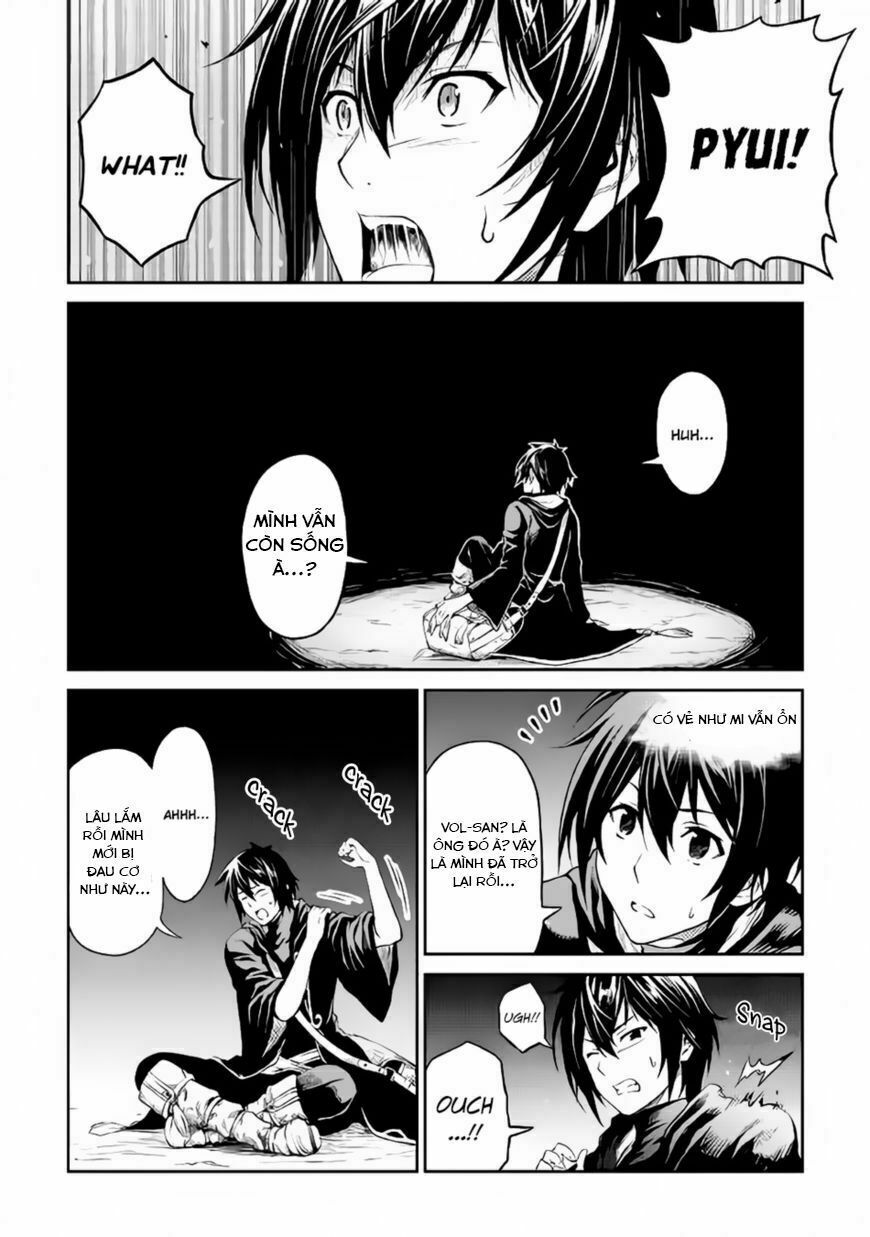 PYUI!
WHAT!!
HUH...
MÌNH VẪN
CÒN SỐNG
À...?
CÓ VẺ NHƯ MI VẪN ỔN
VOL-SAN? LÀ
ÔNG ĐÓ À? VẬY
LÀ MÌNH ĐÃ TRỞ
LẠI RỒI...
Snap
UGH!!
OUCH
...!!
crack
crack
AHHH...
LÂU LẮM
RỒI MÌNH
MỚI BỊ
ĐAU CƠ
NHƯ NÀY...